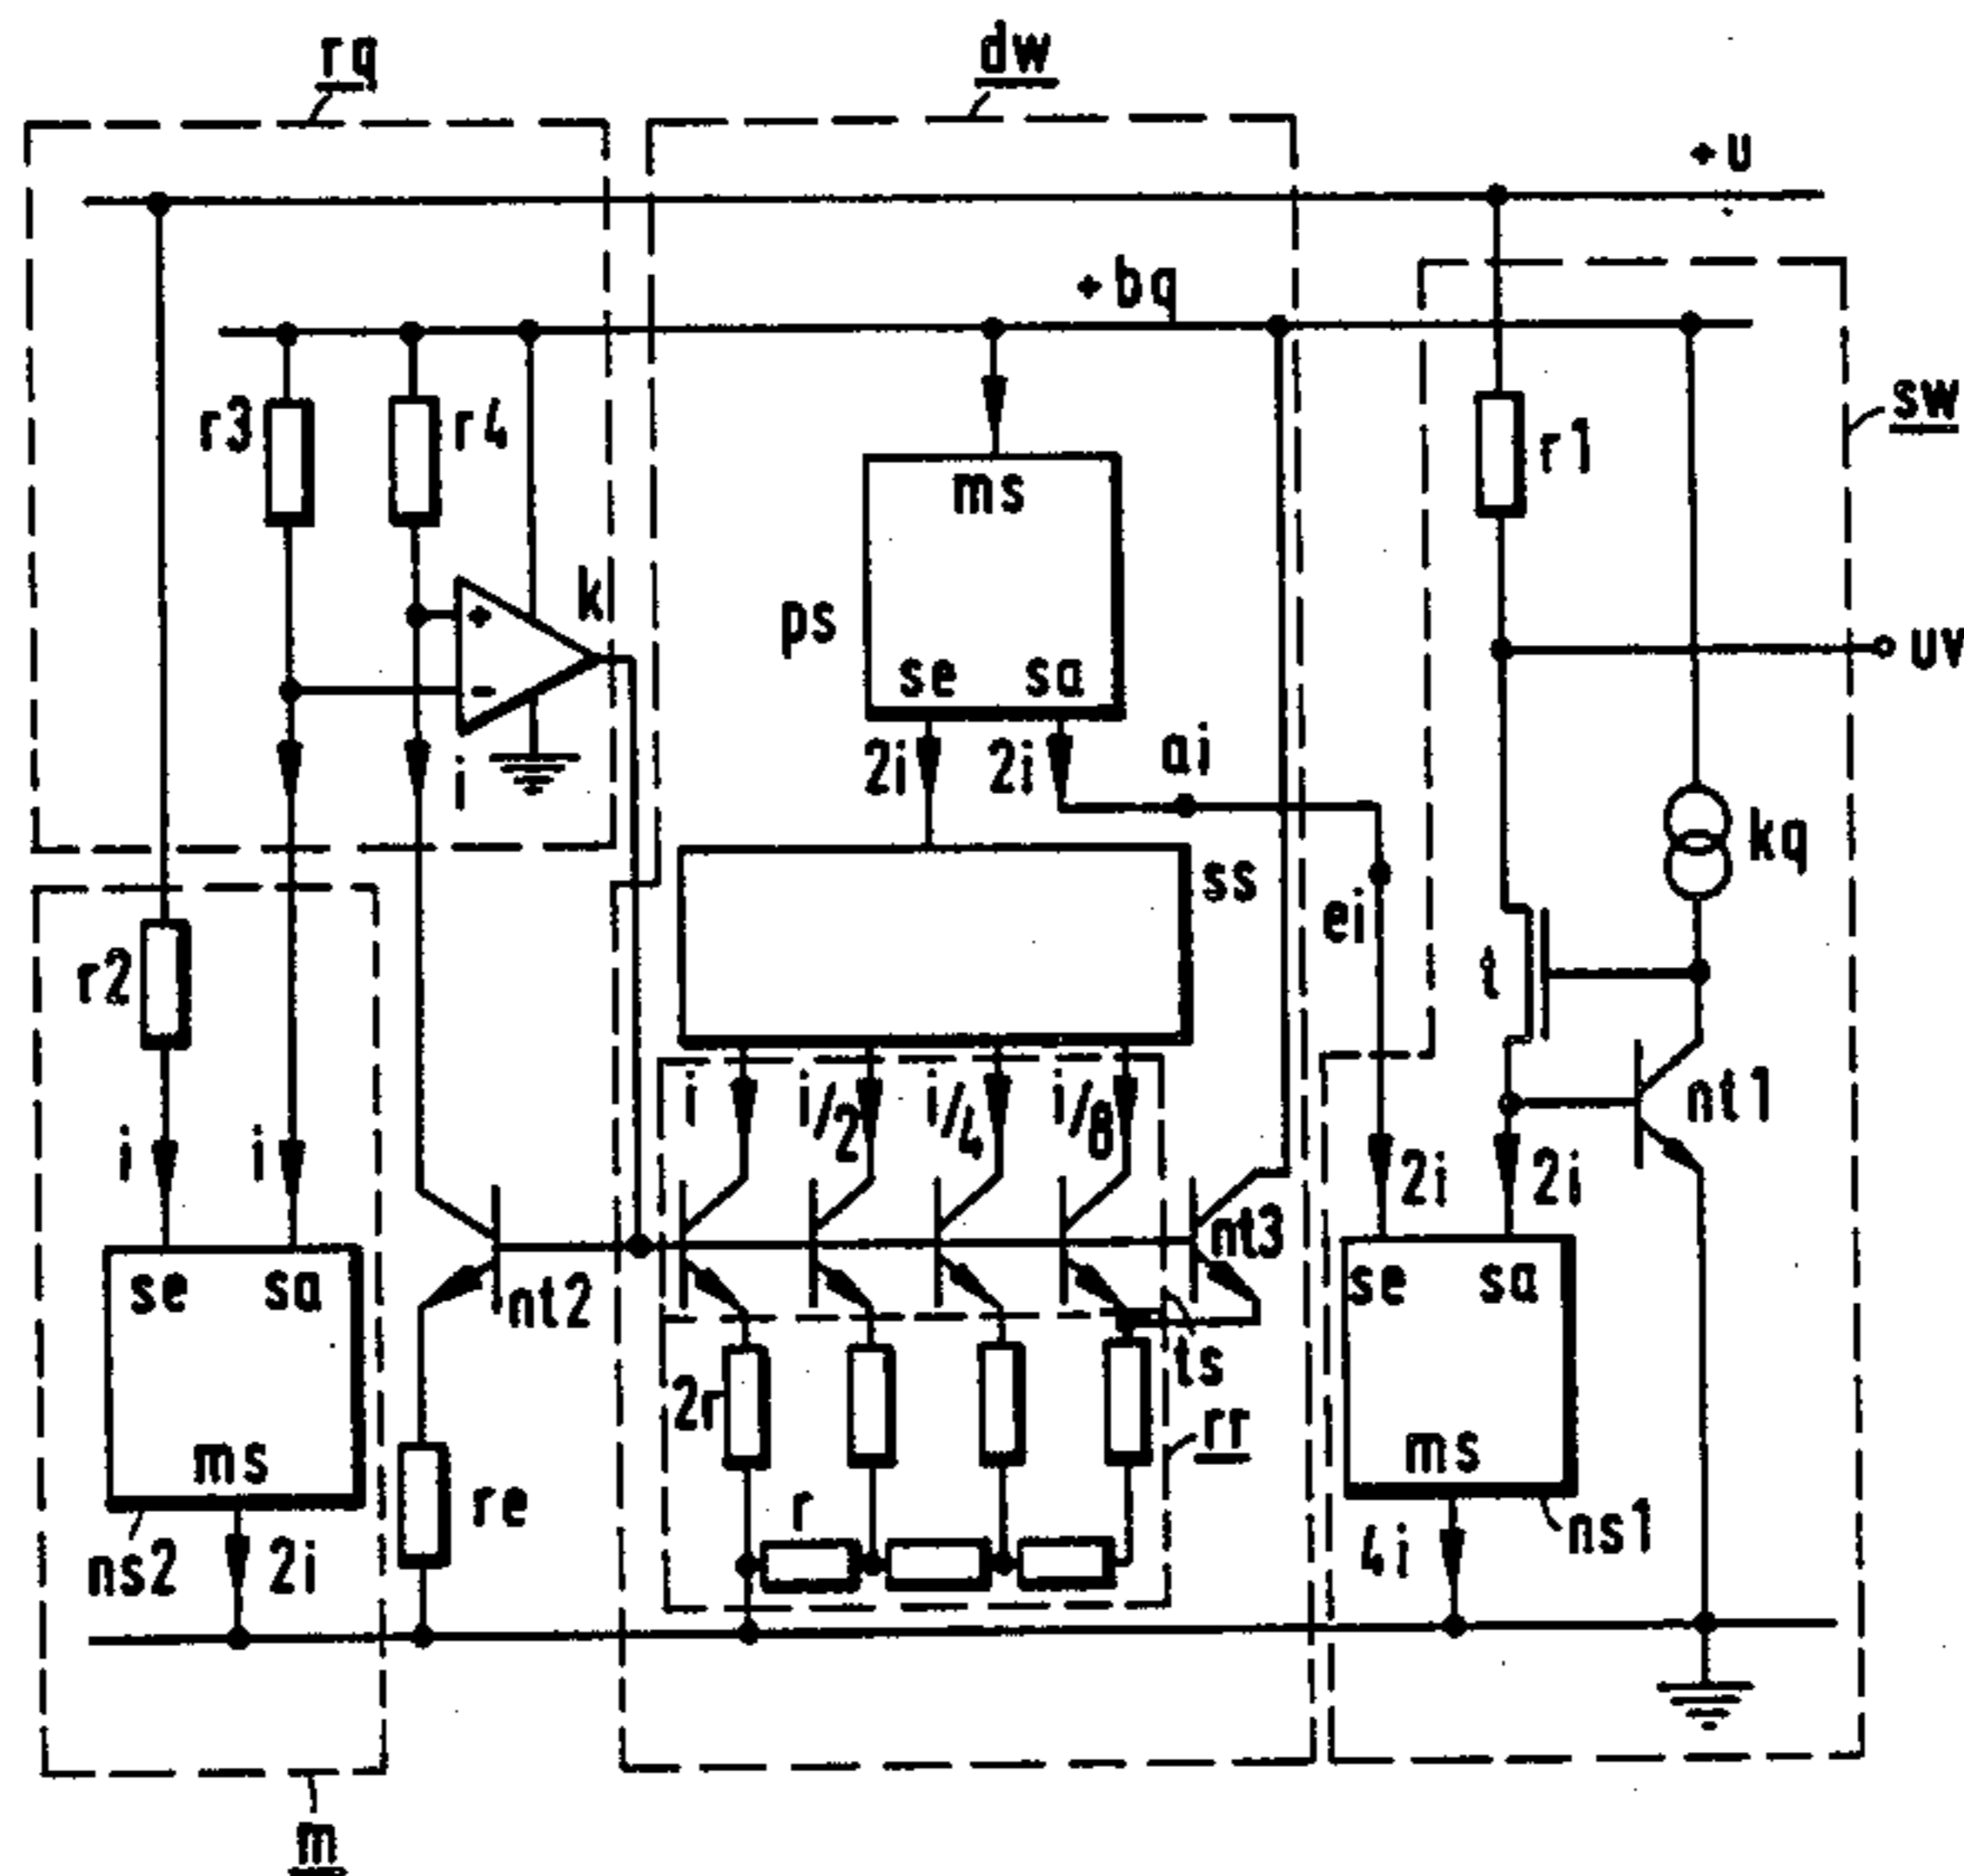 rq
dw
+u
+bq
sw
r3
r4
r1
ms
k
+
-
ps
se sa
uv
i
2i
2i
ai
kq
ss
ei
r2
t
i
i/2
i/4
i/8
nt1
i
i
2i
2i
se sa
nt2
nt3
se sa
ts
2r
rr
ms
re
r
ms
ns2
2i
4i
ns1
m